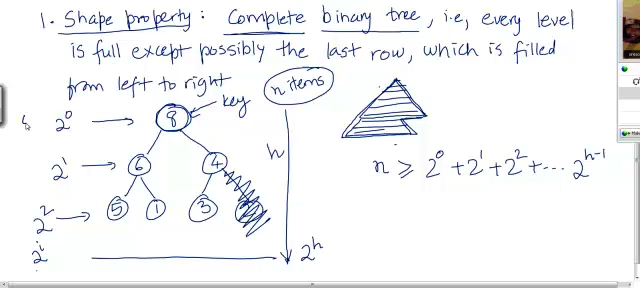 1. Shape property: Complete binary tree, i.e, every level
is full except possibly the last row, which is filled
from left to right
n items
key
2^0
8
2^1
6 4
h
n ≥ 2^0 + 2^1 + 2^2 + ... 2^{h-1}
2^2
5 1 3
2^i
2^h